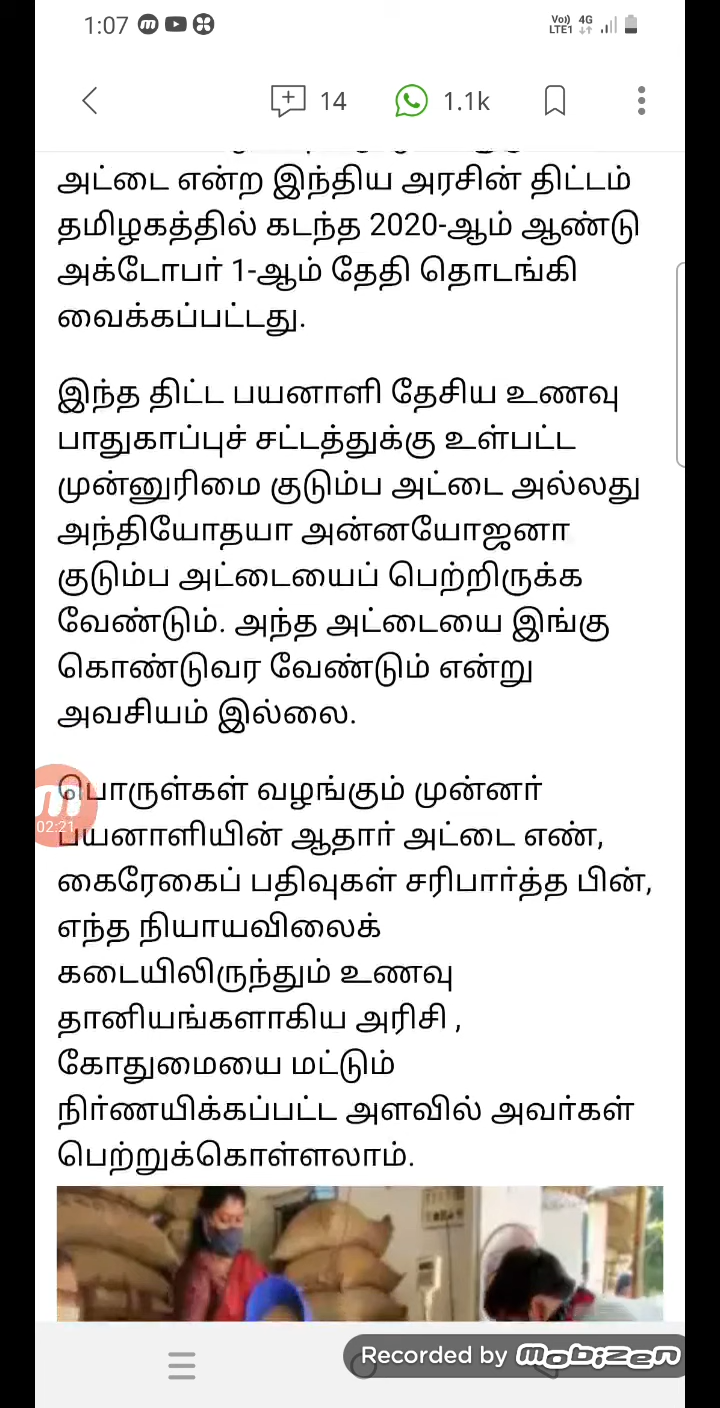 1:07
Vo)) 4G
LTE1
14
1.1k
அட்டை என்ற இந்திய அரசின் திட்டம்
தமிழகத்தில் கடந்த 2020-ஆம் ஆண்டு
அக்டோபர் 1-ஆம் தேதி தொடங்கி
வைக்கப்பட்டது.
இந்த திட்ட பயனாளி தேசிய உணவு
பாதுகாப்புச் சட்டத்துக்கு உள்பட்ட
முன்னுரிமை குடும்ப அட்டை அல்லது
அந்தியோதயா அன்னயோஜனா
குடும்ப அட்டையைப் பெற்றிருக்க
வேண்டும். அந்த அட்டையை இங்கு
கொண்டுவர வேண்டும் என்று
அவசியம் இல்லை.
பொருள்கள் வழங்கும் முன்னர்
02:21
பயனாளியின் ஆதார் அட்டை எண்,
கைரேகைப் பதிவுகள் சரிபார்த்த பின்,
எந்த நியாயவிலைக்
கடையிலிருந்தும் உணவு
தானியங்களாகிய அரிசி ,
கோதுமையை மட்டும்
நிர்ணயிக்கப்பட்ட அளவில் அவர்கள்
பெற்றுக்கொள்ளலாம்.
Recorded by mobizen